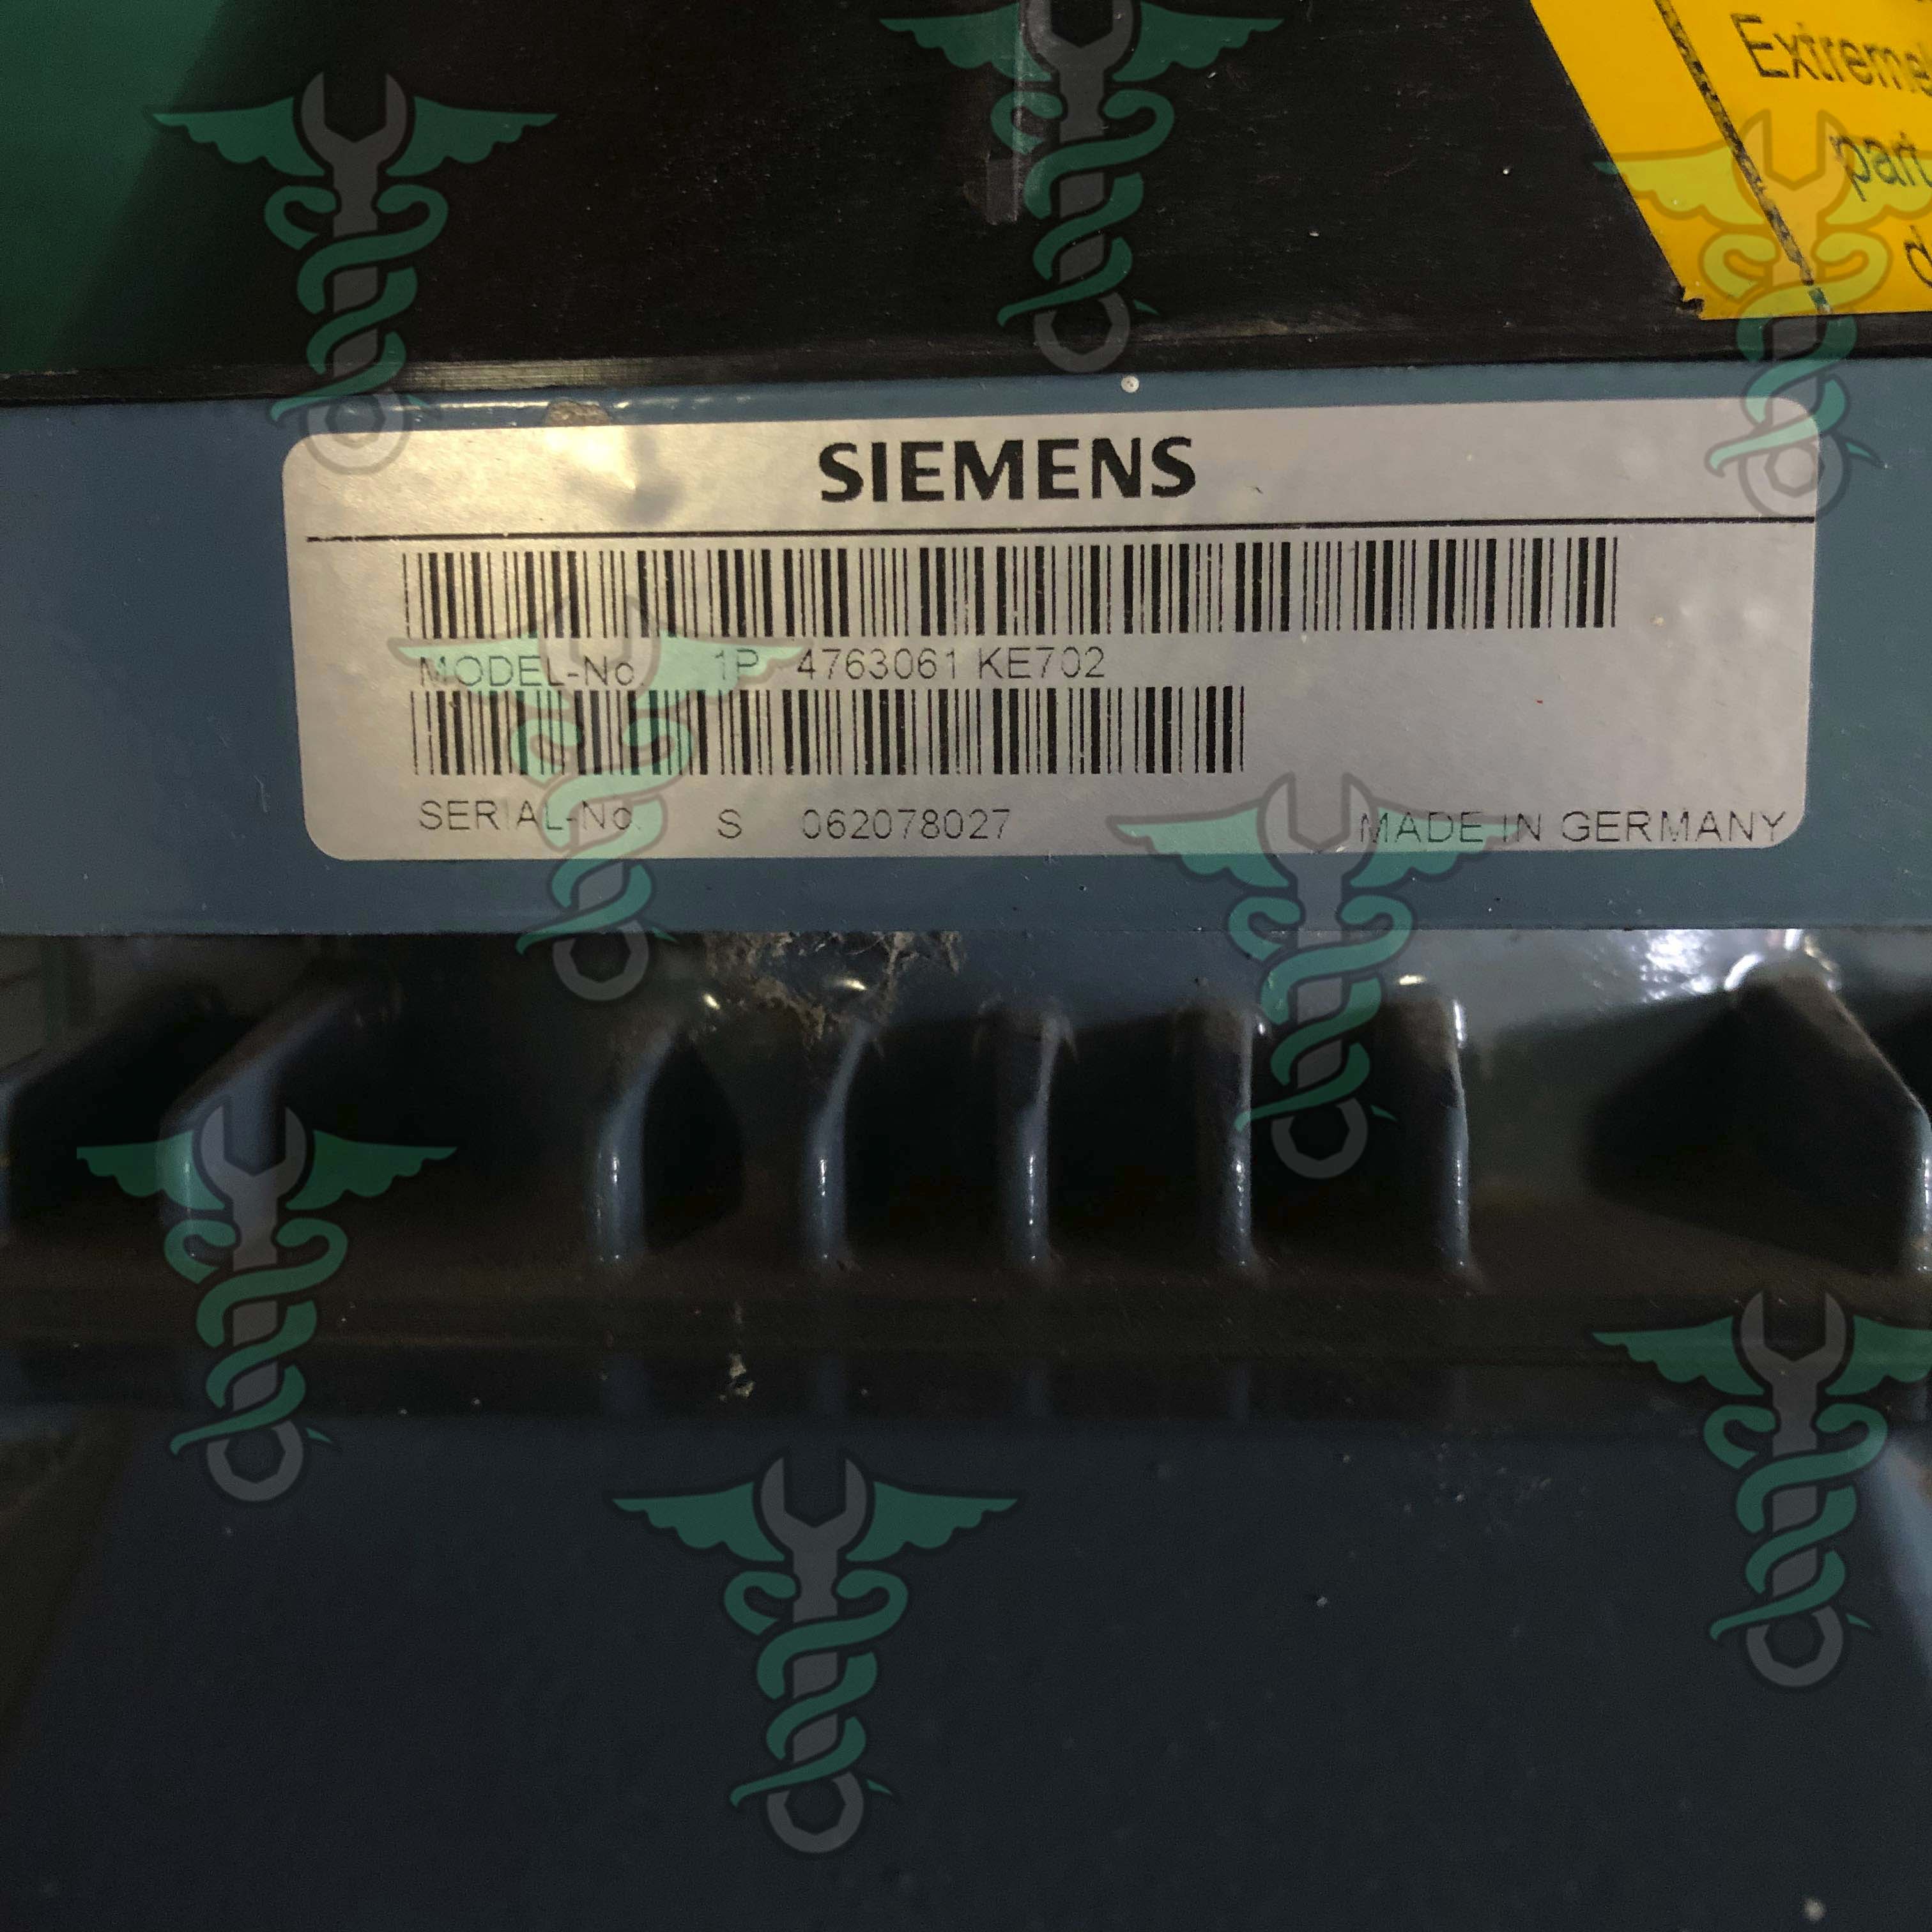 Extreme
part
SIEMENS
MODEL-No. 1P 4763061 KE702
SERIAL-No. S 062078027
MADE IN GERMANY